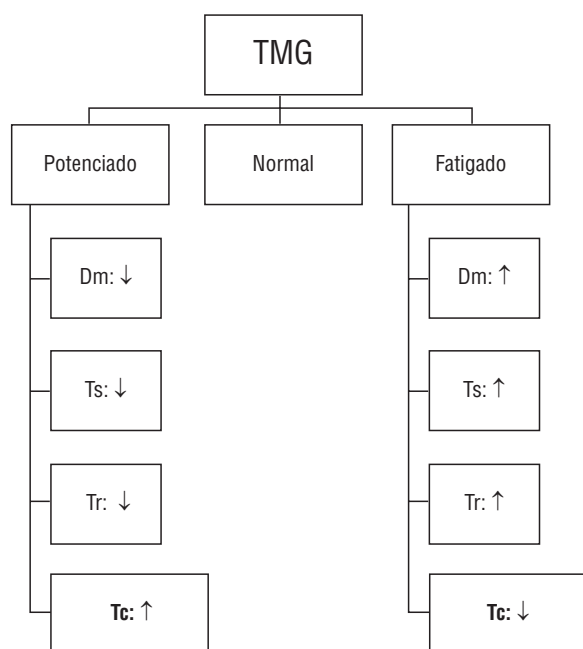 TMG
Potenciado
Normal
Fatigado
Dm: ↓
Ts: ↓
Tr: ↓
Tc: ↑
Dm: ↑
Ts: ↑
Tr: ↑
Tc: ↓